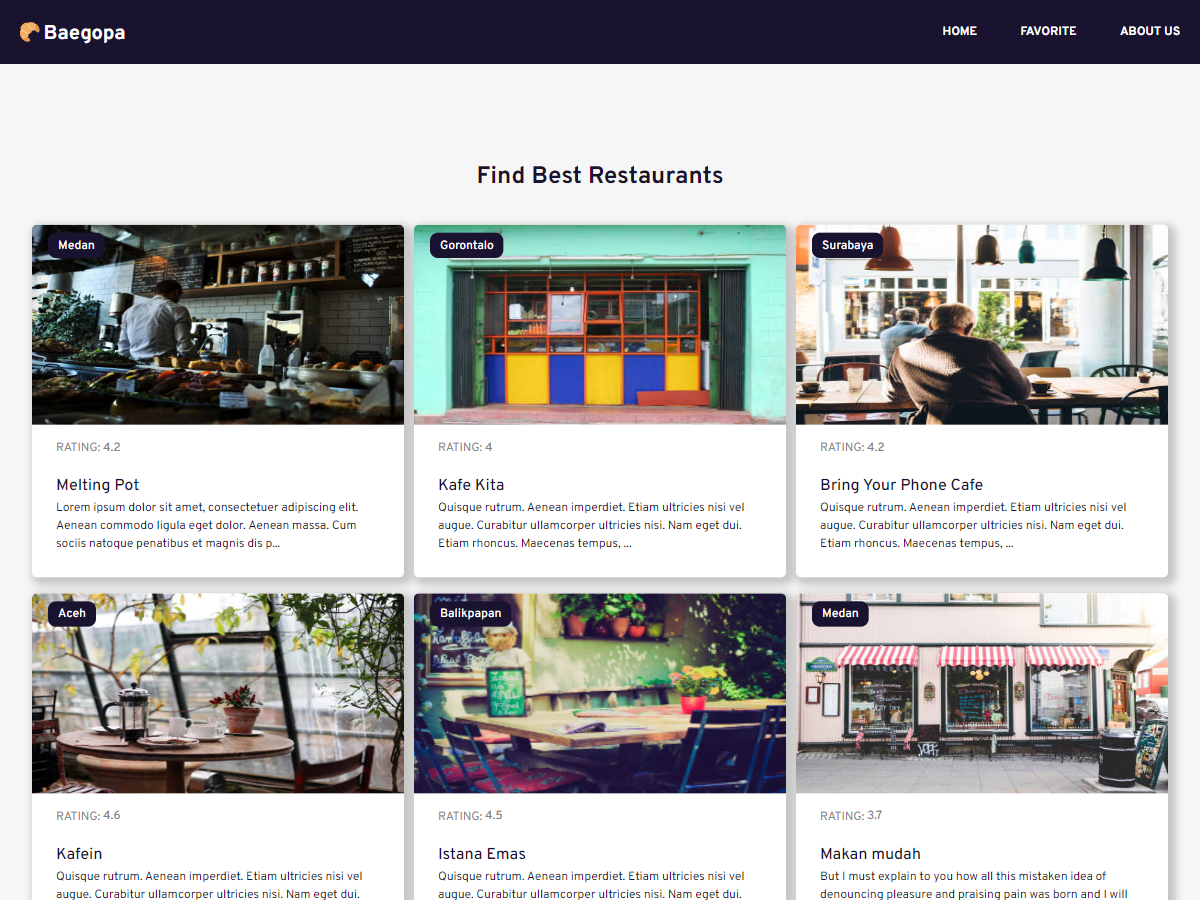 Baegopa
HOME
FAVORITE
ABOUT US
Find Best Restaurants
Medan
RATING: 4.2
Melting Pot
Lorem ipsum dolor sit amet, consectetuer adipiscing elit.
Aenean commodo ligula eget dolor. Aenean massa. Cum
sociis natoque penatibus et magnis dis p...
Gorontalo
RATING: 4
Kafe Kita
Quisque rutrum. Aenean imperdiet. Etiam ultricies nisi vel
augue. Curabitur ullamcorper ultricies nisi. Nam eget dui.
Etiam rhoncus. Maecenas tempus, ...
Surabaya
RATING: 4.2
Bring Your Phone Cafe
Quisque rutrum. Aenean imperdiet. Etiam ultricies nisi vel
augue. Curabitur ullamcorper ultricies nisi. Nam eget dui.
Etiam rhoncus. Maecenas tempus, ...
Aceh
RATING: 4.6
Kafein
Quisque rutrum. Aenean imperdiet. Etiam ultricies nisi vel
augue. Curabitur ullamcorper ultricies nisi. Nam eget dui.
Balikpapan
RATING: 4.5
Istana Emas
Quisque rutrum. Aenean imperdiet. Etiam ultricies nisi vel
augue. Curabitur ullamcorper ultricies nisi. Nam eget dui.
Medan
RATING: 3.7
Makan mudah
But I must explain to you how all this mistaken idea of
denouncing pleasure and praising pain was born and I will